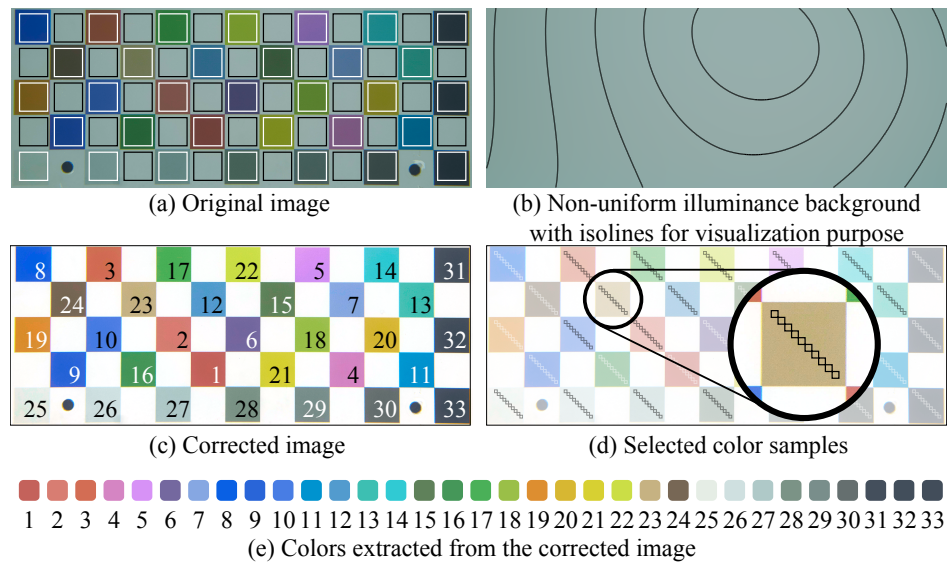 (a) Original image
(b) Non-uniform illuminance background
with isolines for visualization purpose
8 3 17 22 5 14 31
24 23 12 15 7 13
19 10 2 6 18 20 32
9 16 1 21 4 11
25 26 27 28 29 30 33
(c) Corrected image
(d) Selected color samples
1 2 3 4 5 6 7 8 9 10 11 12 13 14 15 16 17 18 19 20 21 22 23 24 25 26 27 28 29 30 31 32 33
(e) Colors extracted from the corrected image